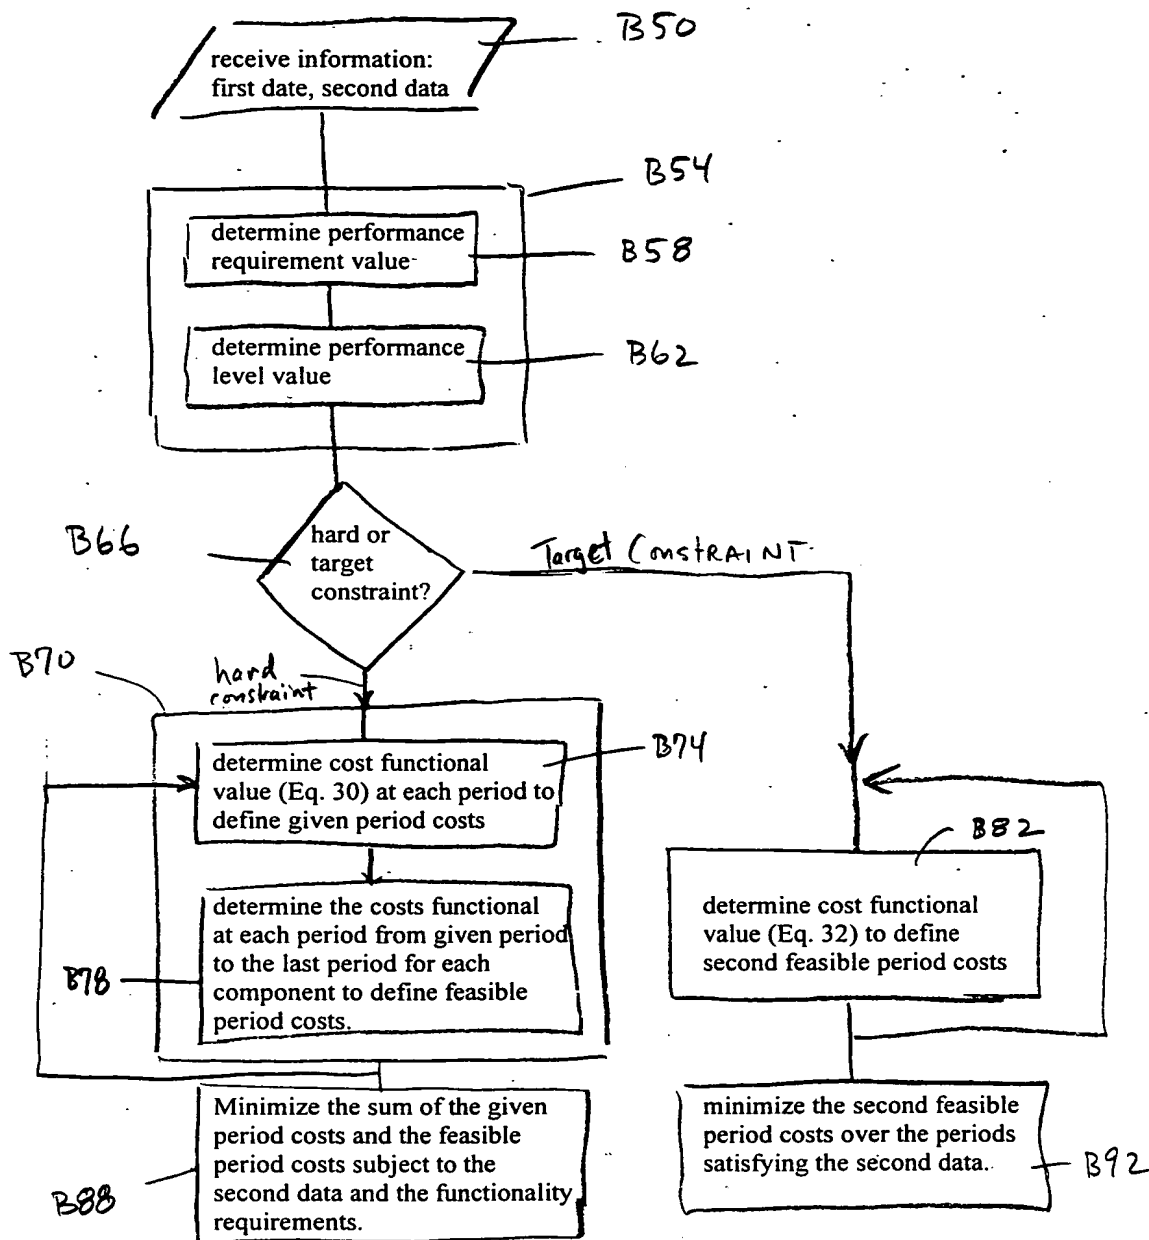 B50
receive information:
first date, second data
B54
determine performance
requirement value
B58
determine performance
level value
B62
B66
hard or
target
constraint?
Target ConstRAINT
B70
hard
constraint
determine cost functional
value (Eq. 30) at each period to
define given period costs
B74
determine the costs functional
at each period from given period
to the last period for each
component to define feasible
period costs.
B78
B82
determine cost functional
value (Eq. 32) to define
second feasible period costs
Minimize the sum of the given
period costs and the feasible
period costs subject to the
second data and the functionality
requirements.
B88
minimize the second feasible
period costs over the periods
satisfying the second data.
B92